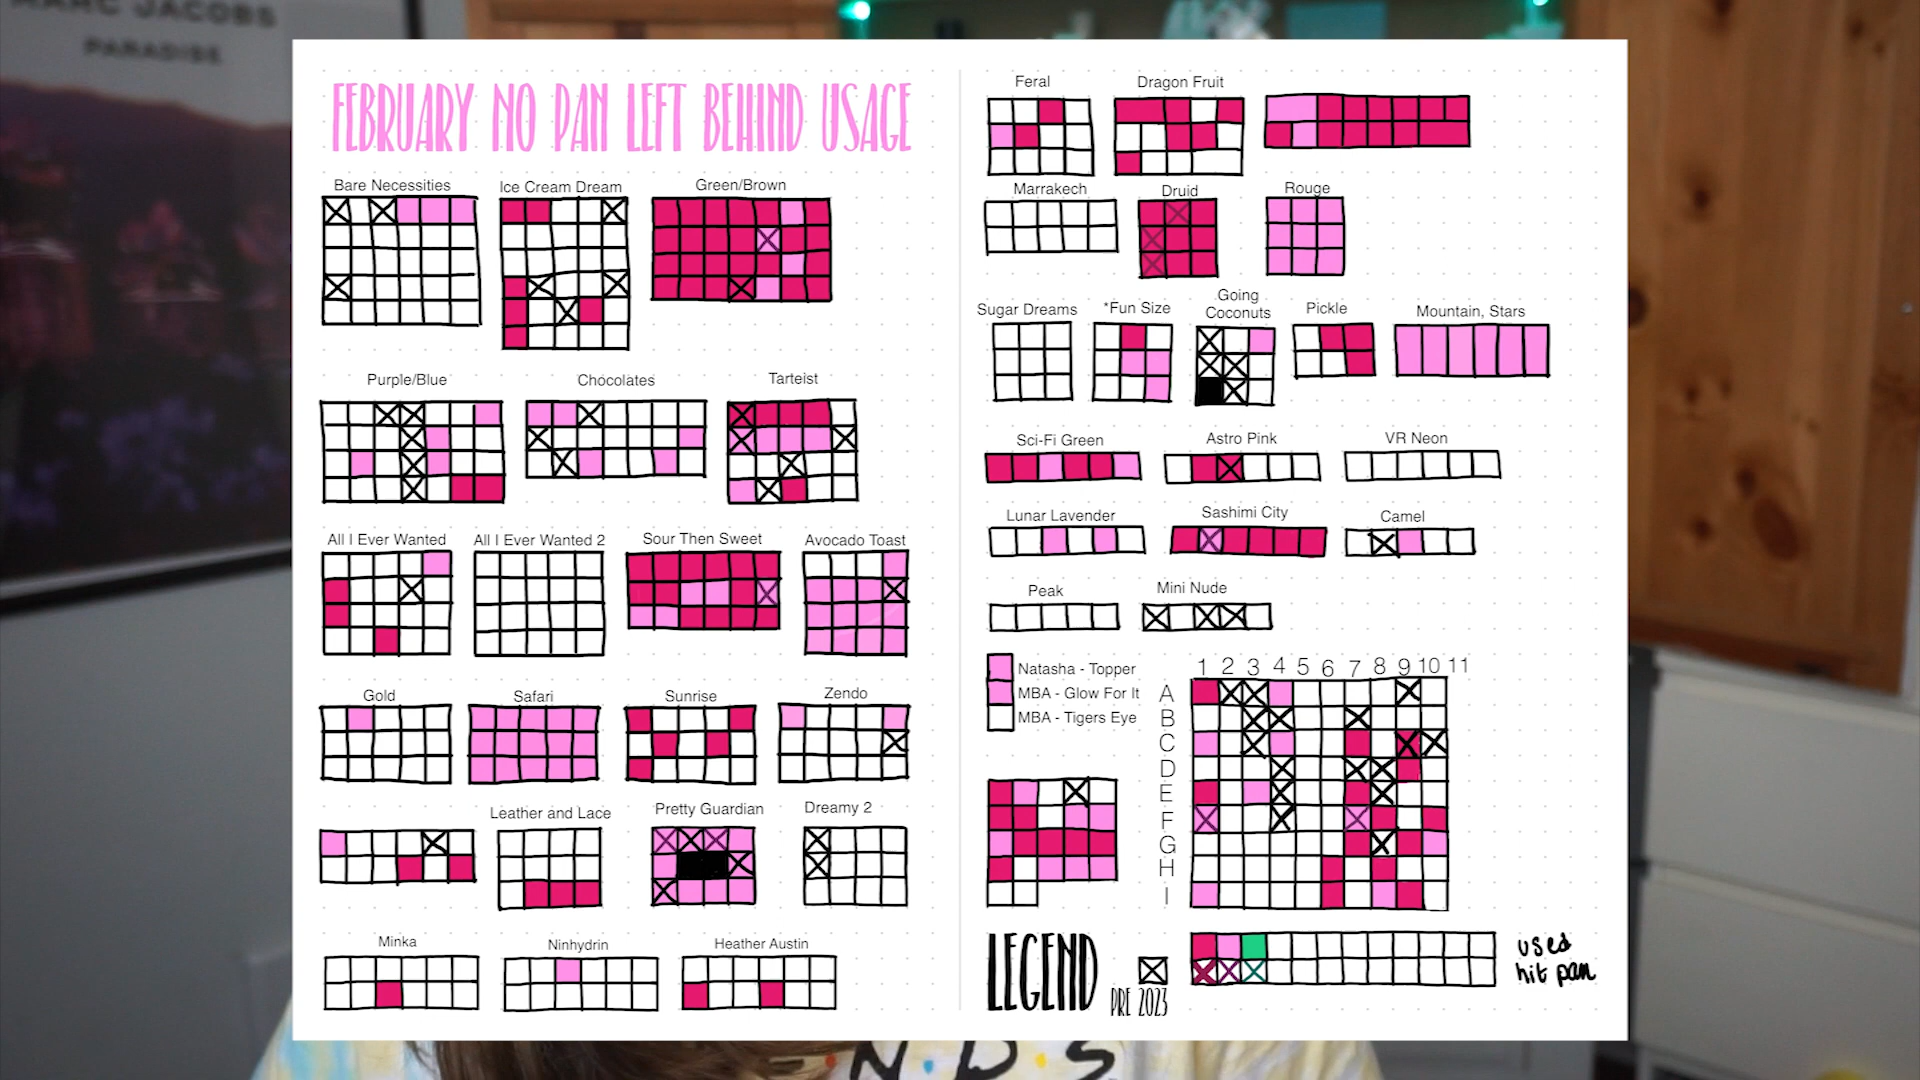 MARC JACOBS
PARADISE
FEBRUARY NO PAN LEFT BEHIND USAGE
Bare Necessities
Ice Cream Dream
Green/Brown
Purple/Blue
Chocolates
Tarteist
All I Ever Wanted
All I Ever Wanted 2
Sour Then Sweet
Avocado Toast
Gold
Safari
Sunrise
Zendo
Leather and Lace
Pretty Guardian
Dreamy 2
Minka
Ninhydrin
Heather Austin
Feral
Dragon Fruit
Marrakech
Druid
Rouge
Sugar Dreams
*Fun Size
Going
Coconuts
Pickle
Mountain, Stars
Sci-Fi Green
Astro Pink
VR Neon
Lunar Lavender
Sashimi City
Camel
Peak
Mini Nude
Natasha - Topper
MBA - Glow For It
MBA - Tigers Eye
1 2 3 4 5 6 7 8 9 10 11
A
B
C
D
E
F
G
H
I
LEGEND
PRE 2023
used
hit pan